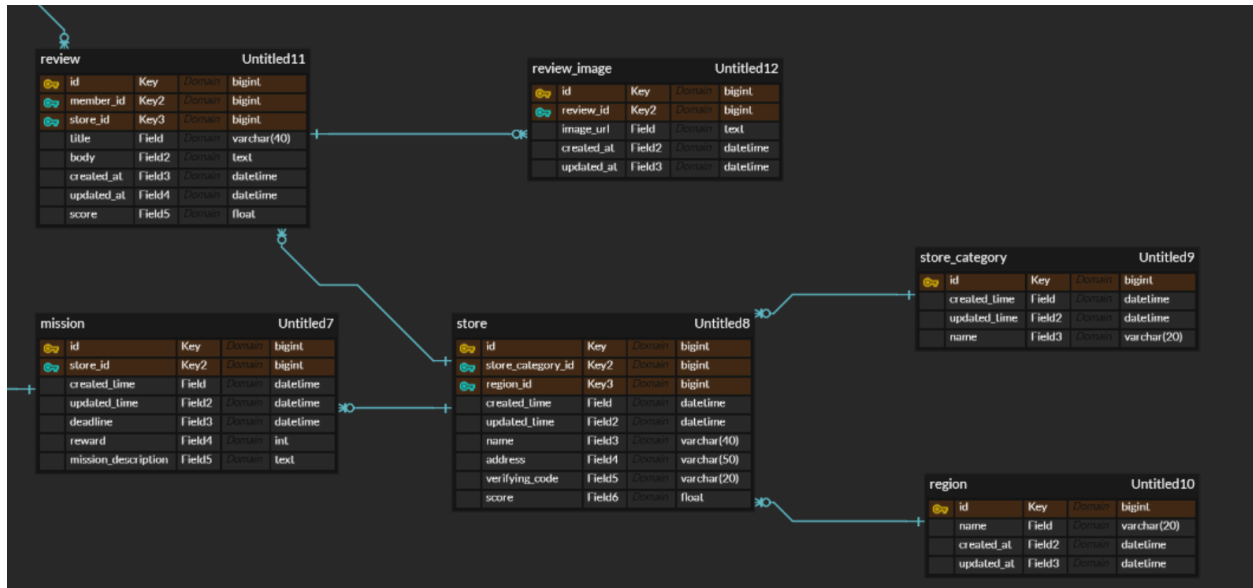 review Untitled11
id Key Domain bigint
member_id Key2 Domain bigint
store_id Key3 Domain bigint
title Field Domain varchar(40)
body Field2 Domain text
created_at Field3 Domain datetime
updated_at Field4 Domain datetime
score Field5 Domain float
review_image Untitled12
id Key Domain bigint
review_id Key2 Domain bigint
image_url Field Domain text
created_at Field2 Domain datetime
updated_at Field3 Domain datetime
store_category Untitled9
id Key Domain bigint
created_time Field Domain datetime
updated_time Field2 Domain datetime
name Field3 Domain varchar(20)
mission Untitled7
id Key Domain bigint
store_id Key2 Domain bigint
created_time Field Domain datetime
updated_time Field2 Domain datetime
deadline Field3 Domain datetime
reward Field4 Domain int
mission_description Field5 Domain text
store Untitled8
id Key Domain bigint
store_category_id Key2 Domain bigint
region_id Key3 Domain bigint
created_time Field Domain datetime
updated_time Field2 Domain datetime
name Field3 Domain varchar(40)
address Field4 Domain varchar(50)
verifying_code Field5 Domain varchar(20)
score Field6 Domain float
region Untitled10
id Key Domain bigint
name Field Domain varchar(20)
created_at Field2 Domain datetime
updated_at Field3 Domain datetime